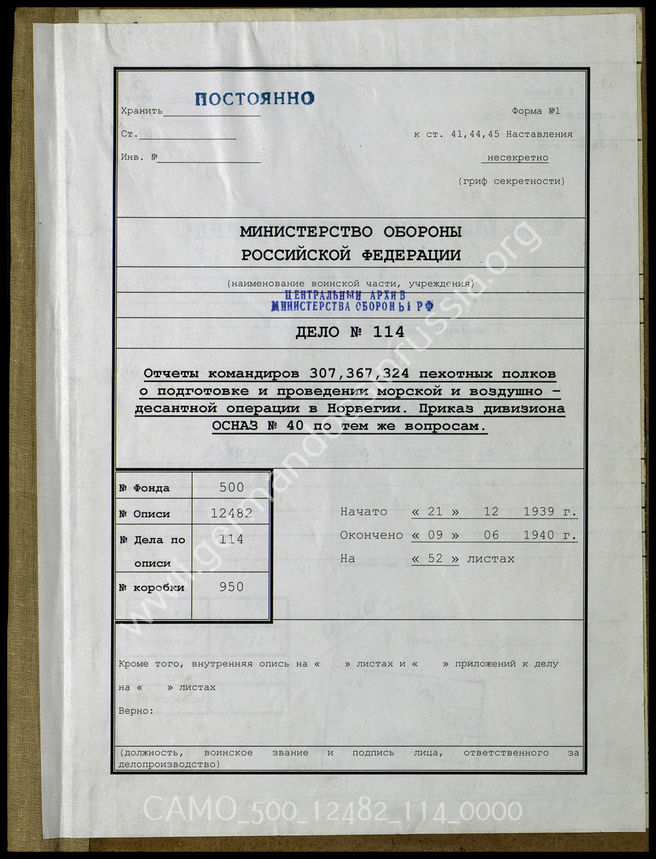 ПОСТОЯННО
Хранить
Форма №1
Ст.
к ст. 41,44,45 Наставления
Инв. №
несекретно
(гриф секретности)
МИНИСТЕРСТВО ОБОРОНЫ
РОССИЙСКОЙ ФЕДЕРАЦИИ
(наименование воинской части, учреждения)
ЦЕНТРАЛЬНЫЙ АРХИВ
МИНИСТЕРСТВА ОБОРОНЫ РФ
ДЕЛО № 114
Отчеты командиров 307,367,324 пехотных полков
о подготовке и проведении морской и воздушно –
десантной операции в Норвегии. Приказ дивизиона
ОСНАЗ № 40 по тем же вопросам.
№ Фонда 500
№ Описи 12482
№ Дела по описи 114
№ коробки 950
Начато « 21 » 12 1939 г.
Окончено « 09 » 06 1940 г.
На « 52 » листах
Кроме того, внутренняя опись на « » листах и « » приложений к делу
на « » листах
Верно:
(должность, воинское звание и подпись лица, ответственного за
делопроизводство)
www.germandocsinrussia.org
CAMO_500_12482_114_0000